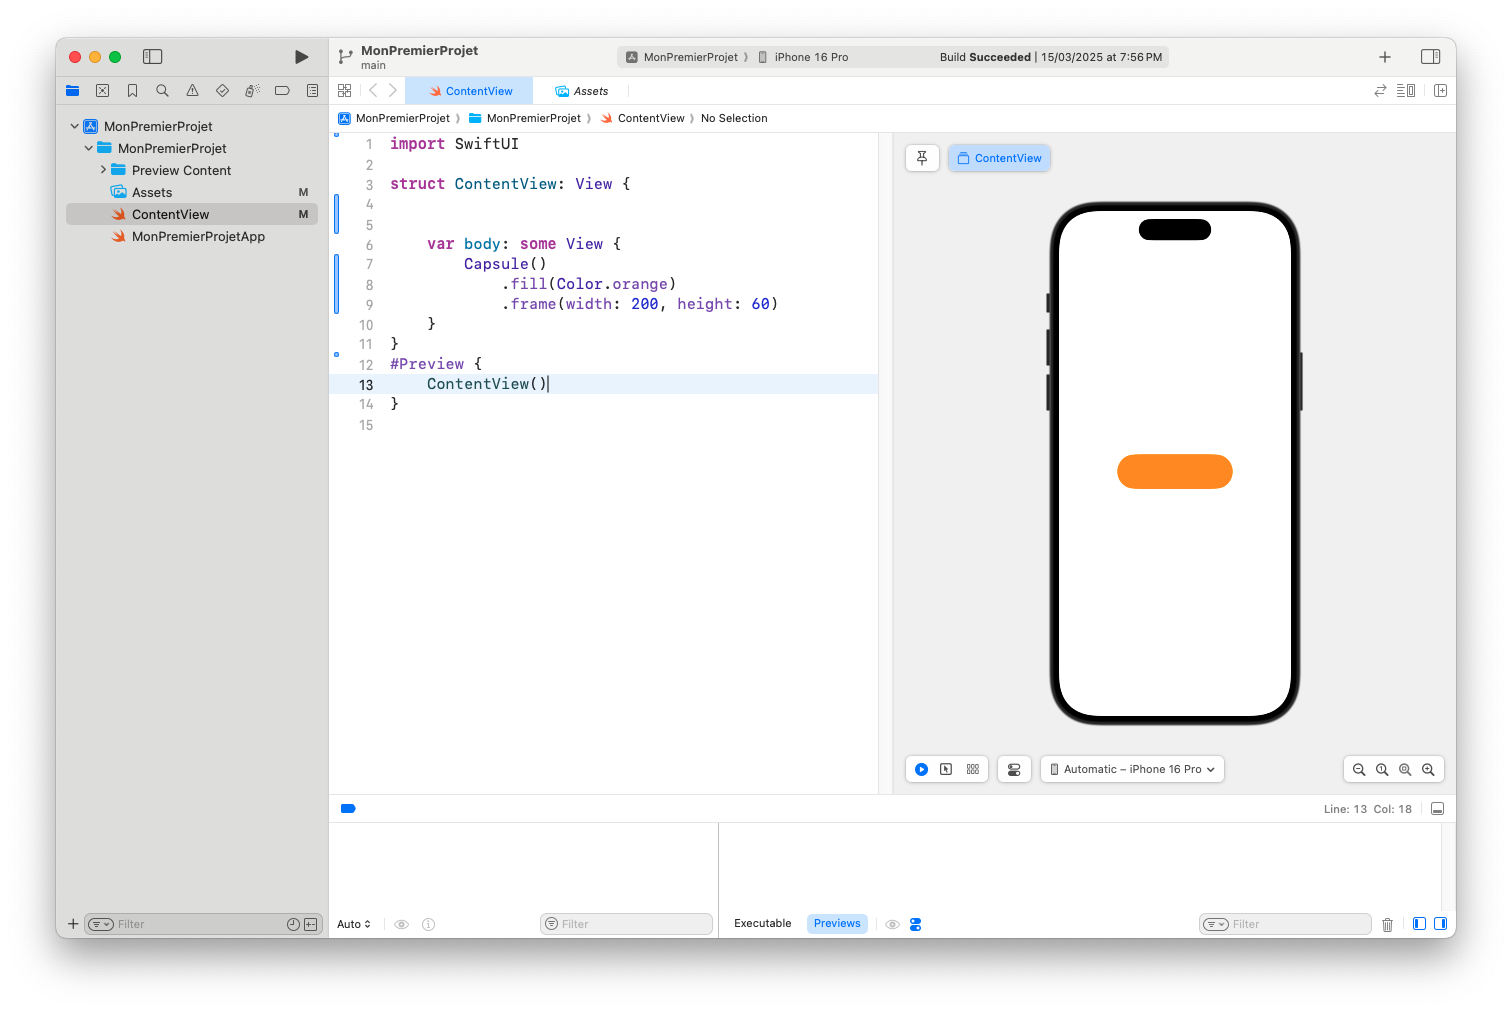 MonPremierProjet
main
MonPremierProjet 〉 iPhone 16 Pro
Build Succeeded | 15/03/2025 at 7:56 PM
ContentView
Assets
MonPremierProjet 〉 MonPremierProjet 〉 ContentView 〉 No Selection
MonPremierProjet
MonPremierProjet
Preview Content
Assets M
ContentView M
MonPremierProjetApp
1 import SwiftUI
2
3 struct ContentView: View {
4
5
6     var body: some View {
7         Capsule()
8             .fill(Color.orange)
9             .frame(width: 200, height: 60)
10     }
11 }
12 #Preview {
13     ContentView()
14 }
15
ContentView
Automatic – iPhone 16 Pro
Line: 13 Col: 18
Filter
Auto
Filter
Executable
Previews
Filter